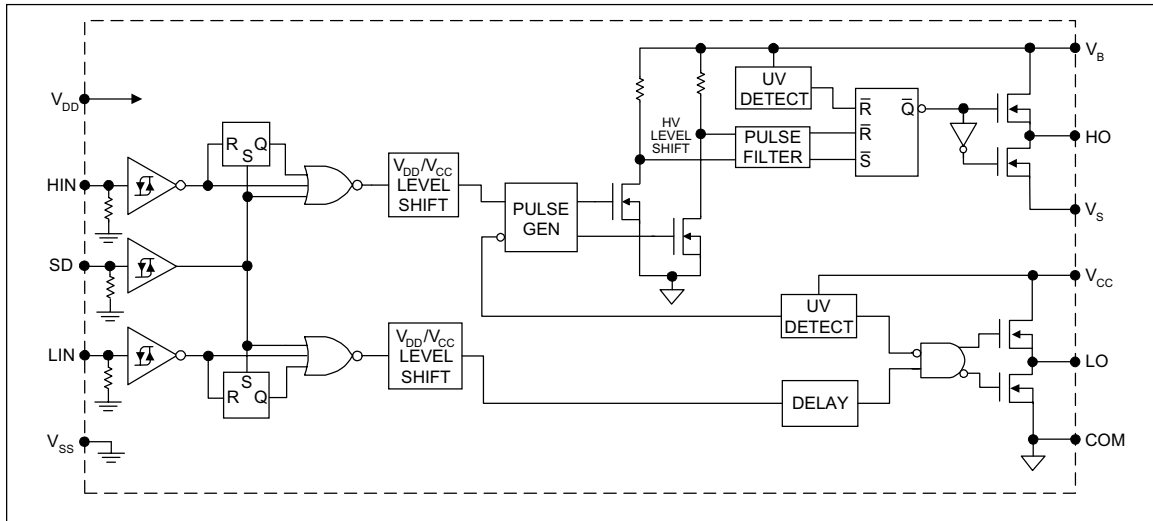 V_B
UV
DETECT
V_DD
R̅
Q̅
HV
LEVEL
SHIFT
R
S
Q
PULSE
FILTER
R̅
S̅
HO
HIN
V_DD/V_CC
LEVEL
SHIFT
PULSE
GEN
V_S
SD
V_CC
UV
DETECT
LIN
V_DD/V_CC
LEVEL
SHIFT
LO
R
S
Q
DELAY
V_SS
COM